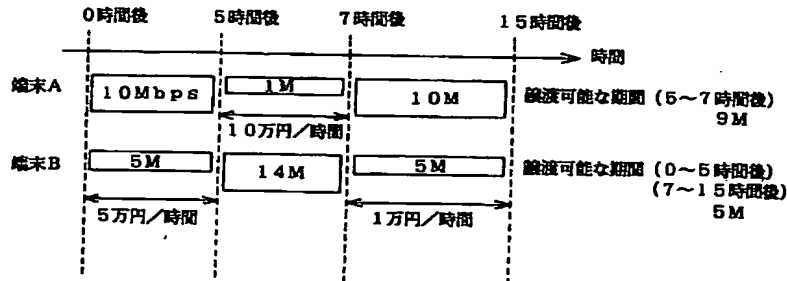 0時間後 5時間後 7時間後 15時間後
時間
端末A 10Mbps 1M 10M 譲渡可能な期間(5~7時間後)
9M
10万円/時間
端末B 5M 14M 5M 譲渡可能な期間(0~5時間後)
(7~15時間後)
5M
5万円/時間 1万円/時間